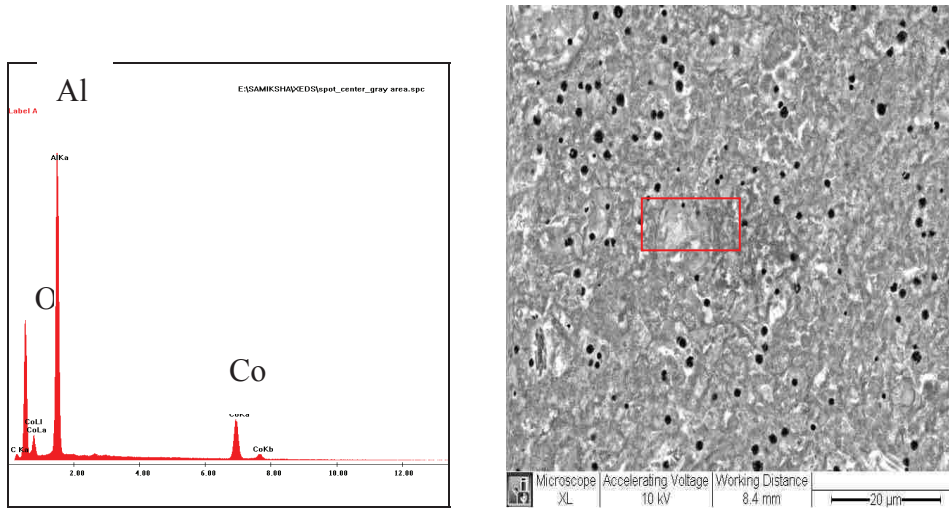 Al
E:\SAMIKSHA\XEDS\spot_center_gray area.spc
Label A
AlKa
O
Co
CoLl
CoLa
CoKa
C Ka
CoKb
2.00 4.00 6.00 8.00 10.00 12.00
Microscope Accelerating Voltage Working Distance
XL 10 kV 8.4 mm 20 µm